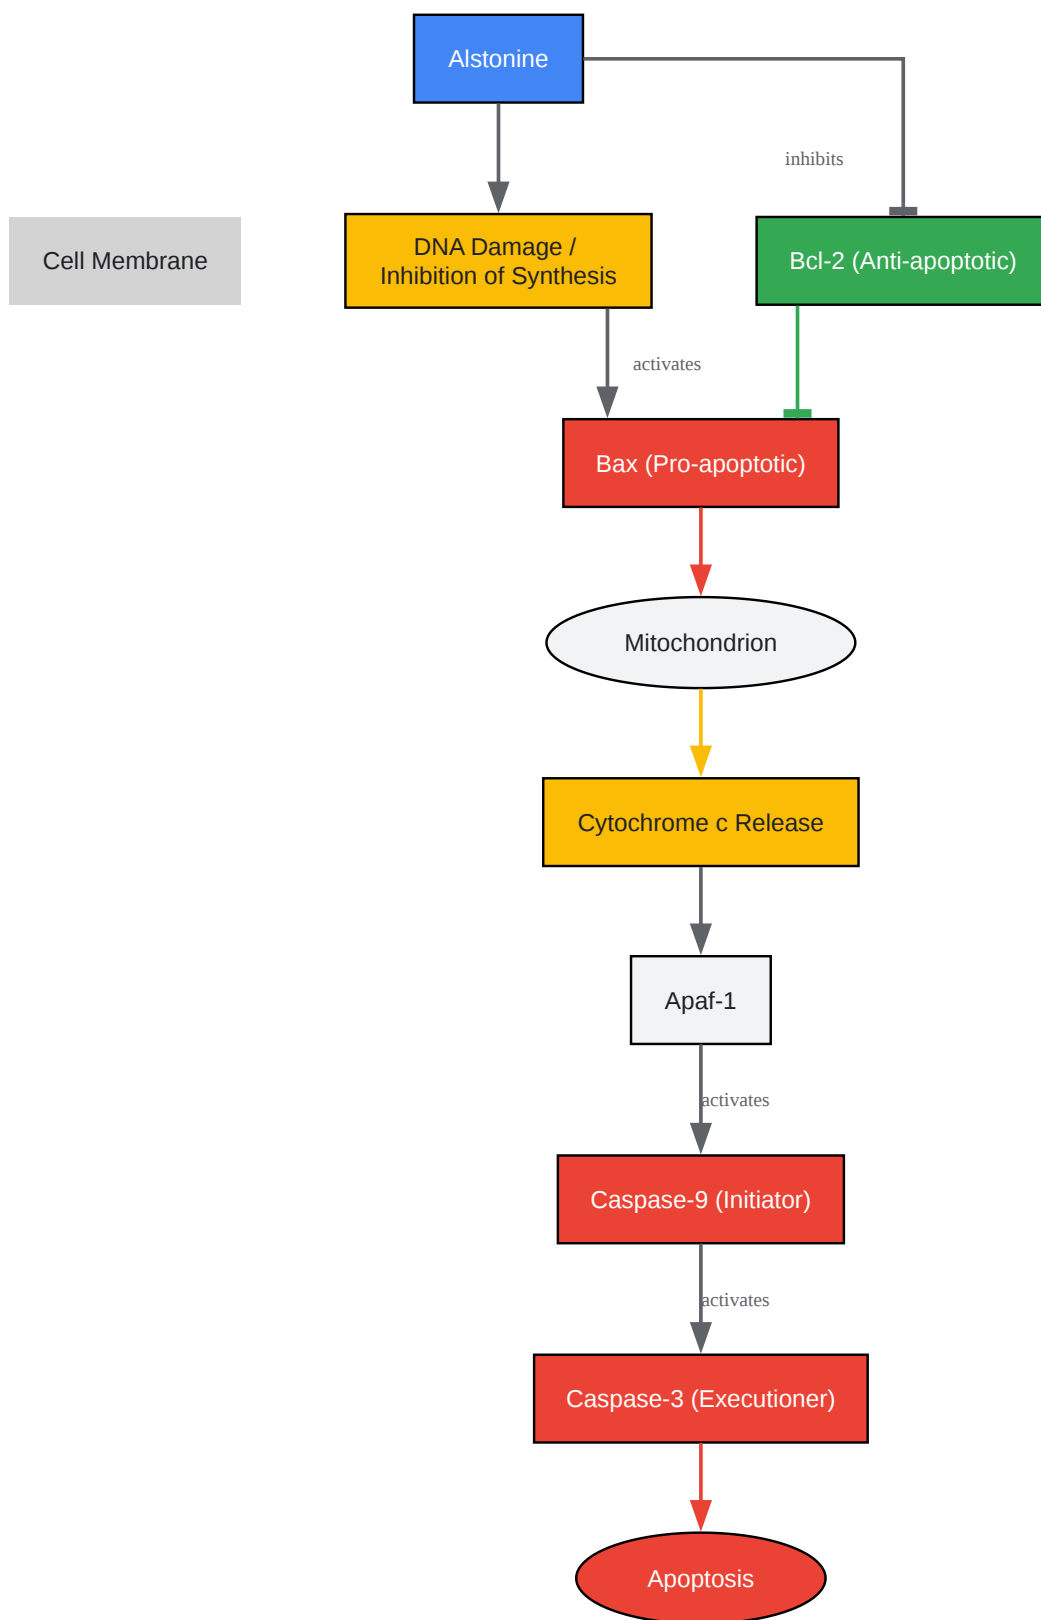 Alstonine
inhibits
Cell Membrane
DNA Damage /
Inhibition of Synthesis
Bcl-2 (Anti-apoptotic)
activates
Bax (Pro-apoptotic)
Mitochondrion
Cytochrome c Release
Apaf-1
activates
Caspase-9 (Initiator)
activates
Caspase-3 (Executioner)
Apoptosis